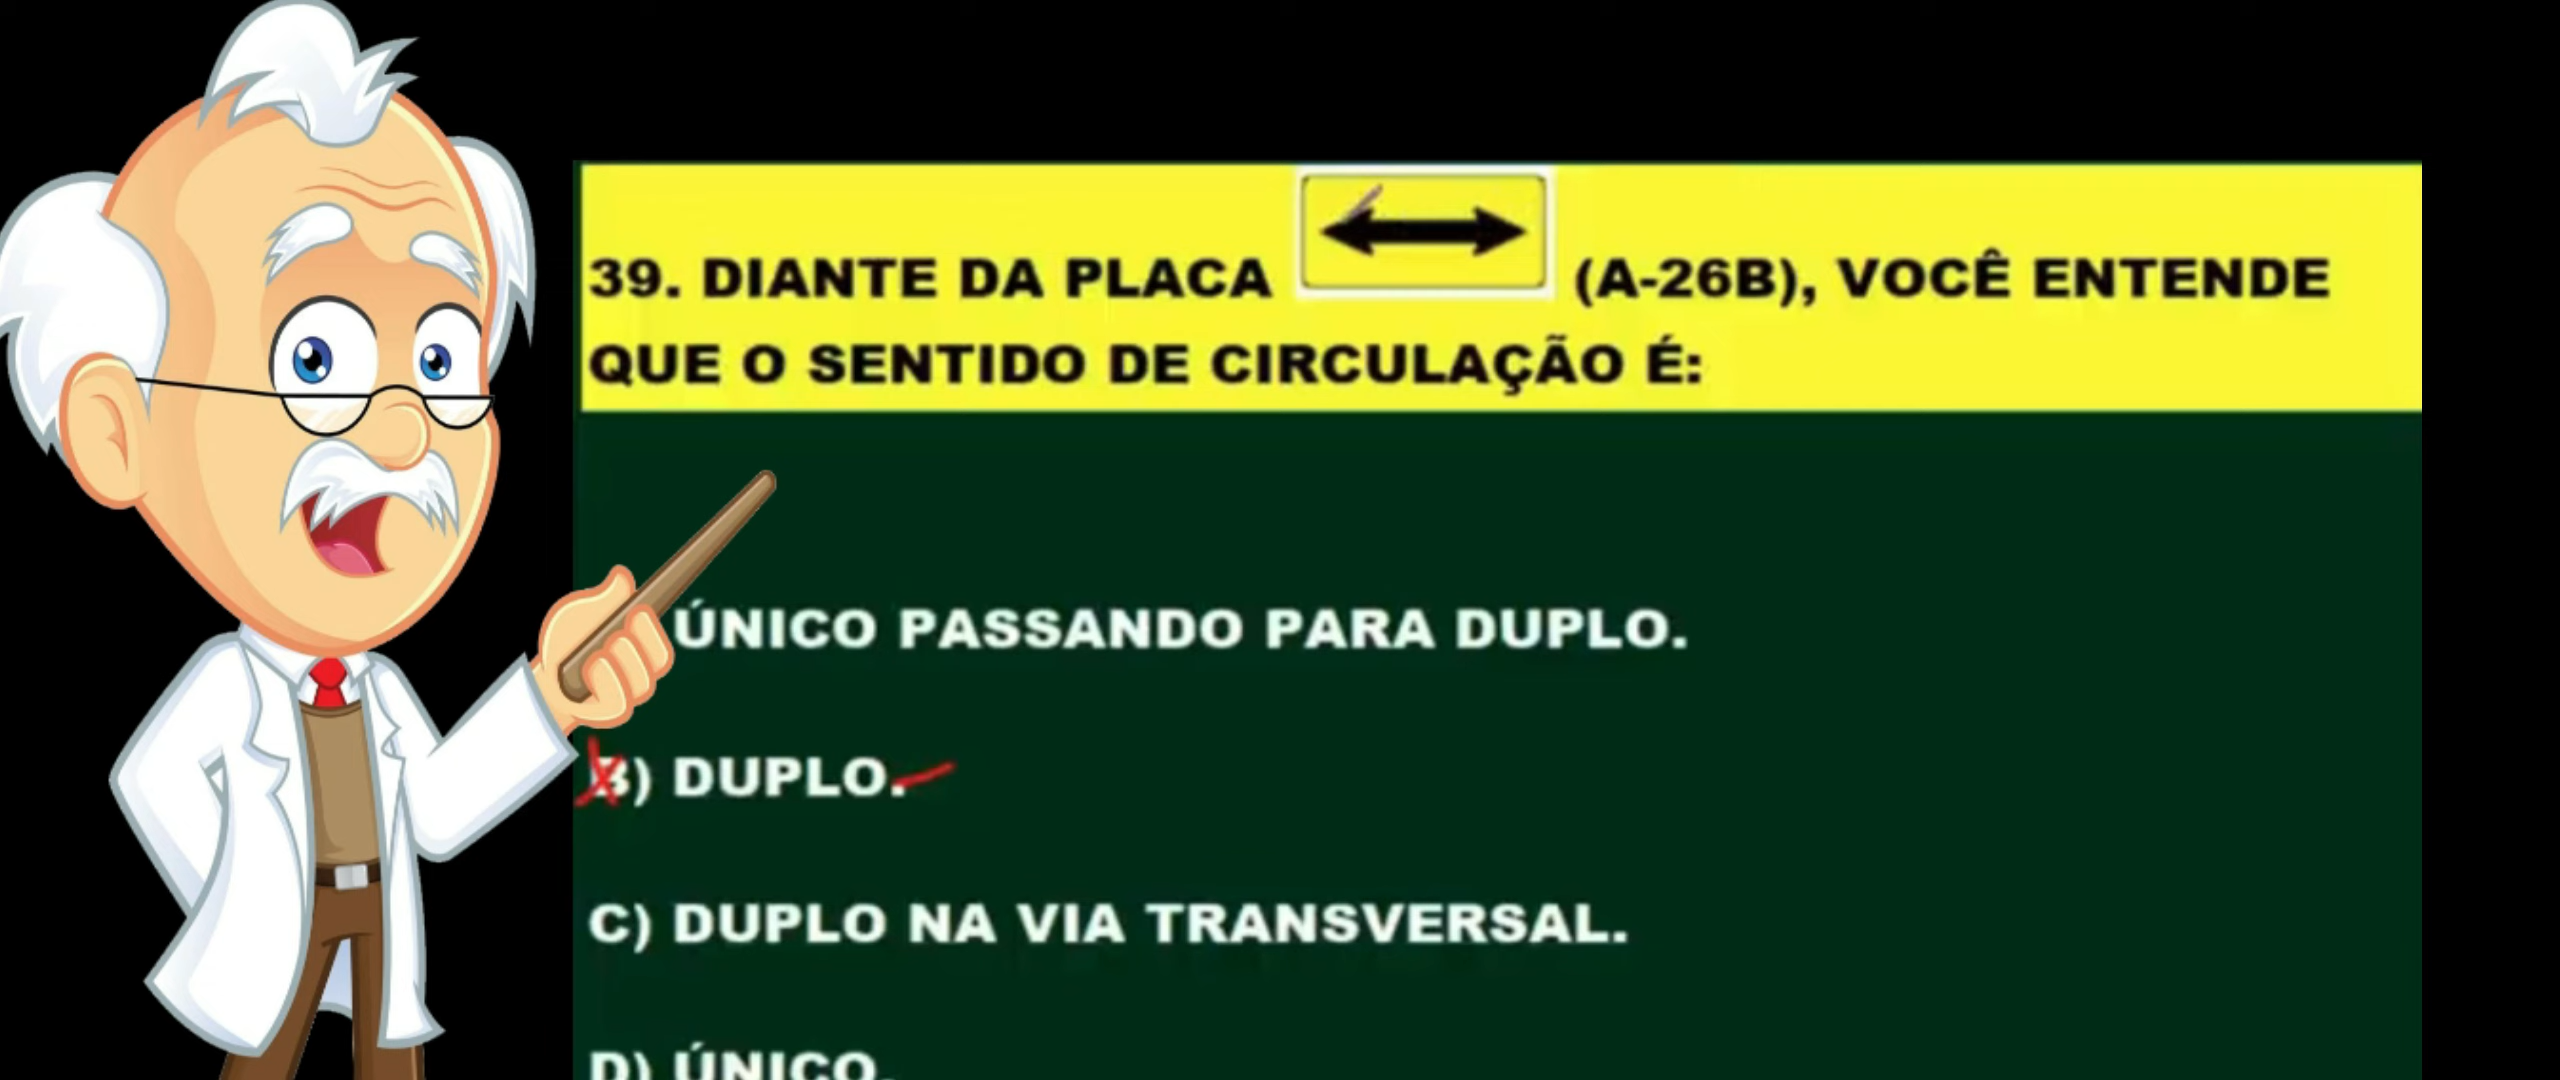 39. DIANTE DA PLACA (A-26B), VOCÊ ENTENDE
QUE O SENTIDO DE CIRCULAÇÃO É:
ÚNICO PASSANDO PARA DUPLO.
B) DUPLO.
C) DUPLO NA VIA TRANSVERSAL.
D) ÚNICO.